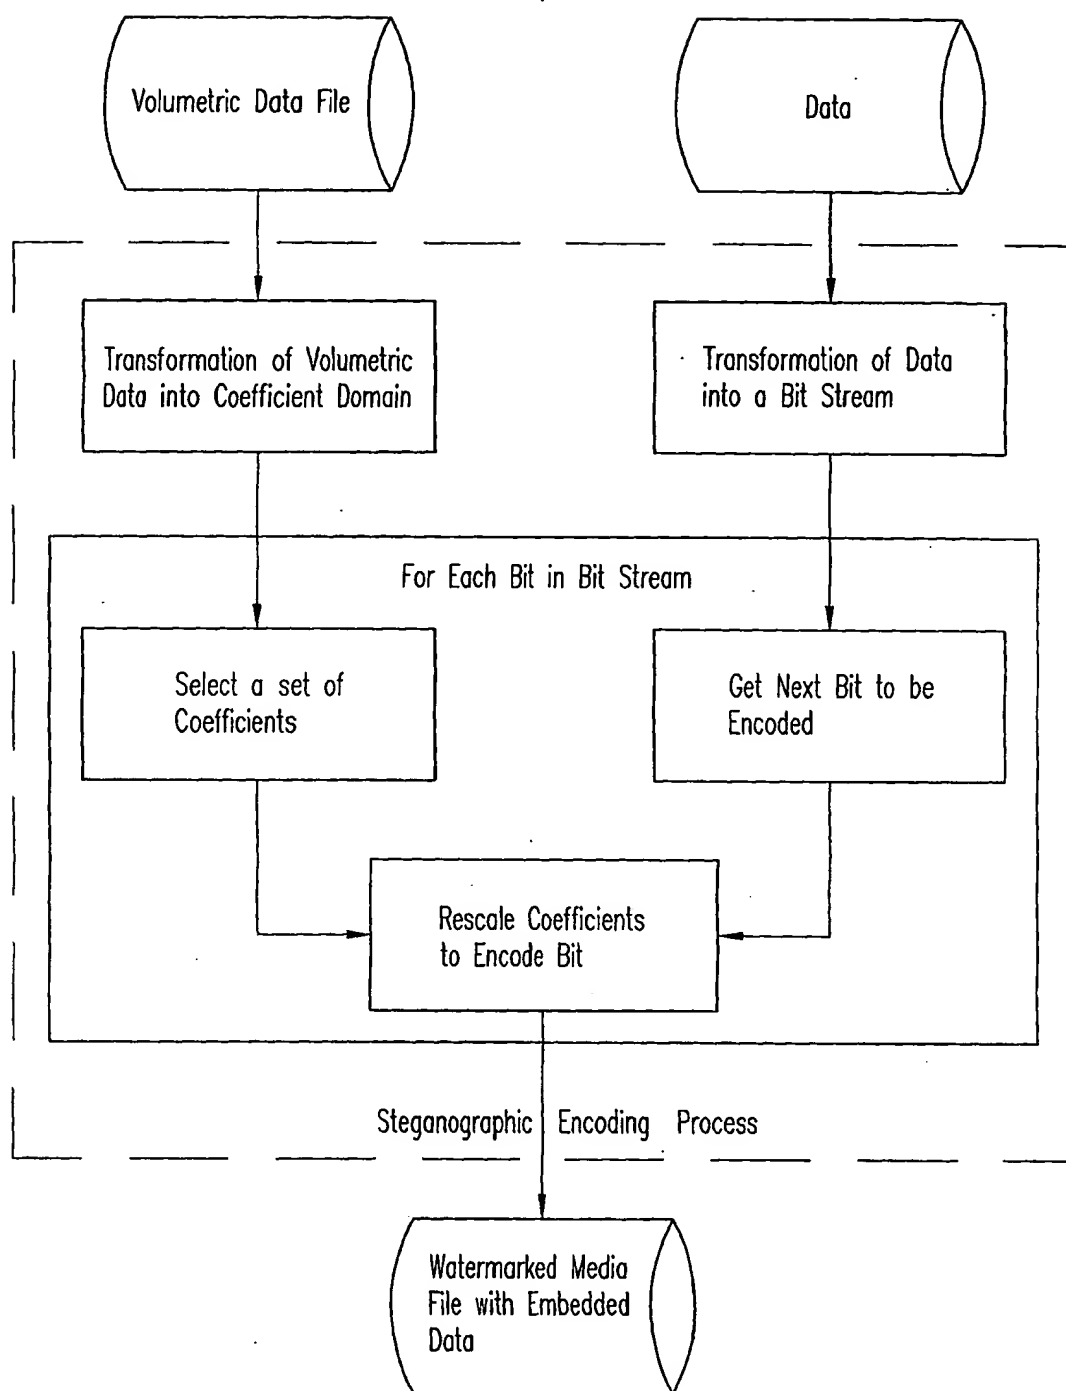 Volumetric Data File
Data
Transformation of Volumetric
Data into Coefficient Domain
Transformation of Data
into a Bit Stream
For Each Bit in Bit Stream
Select a set of
Coefficients
Get Next Bit to be
Encoded
Rescale Coefficients
to Encode Bit
Steganographic Encoding Process
Watermarked Media
File with Embedded
Data